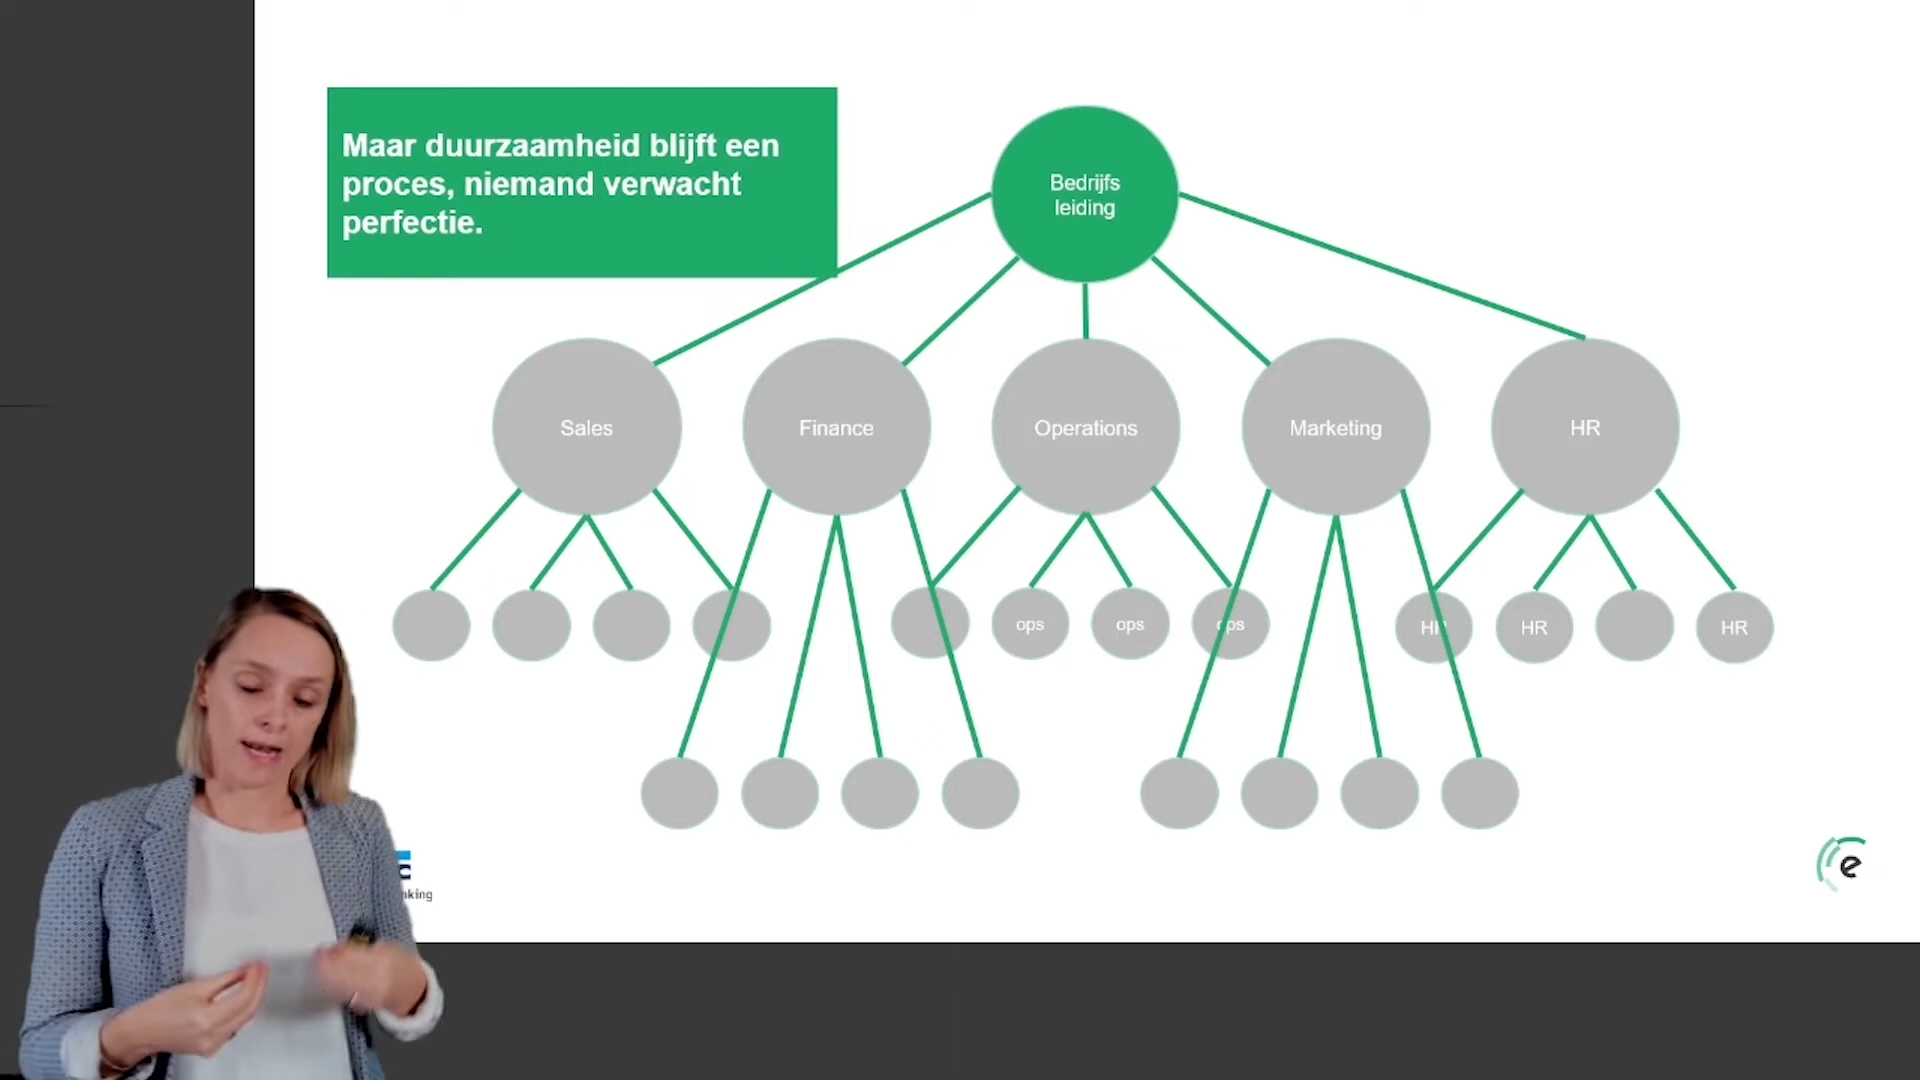 Maar duurzaamheid blijft een
proces, niemand verwacht
perfectie.
Bedrijfs
leiding
Sales
Finance
Operations
Marketing
HR
ops
ops
ops
HR
HR
HR
c
nking
e